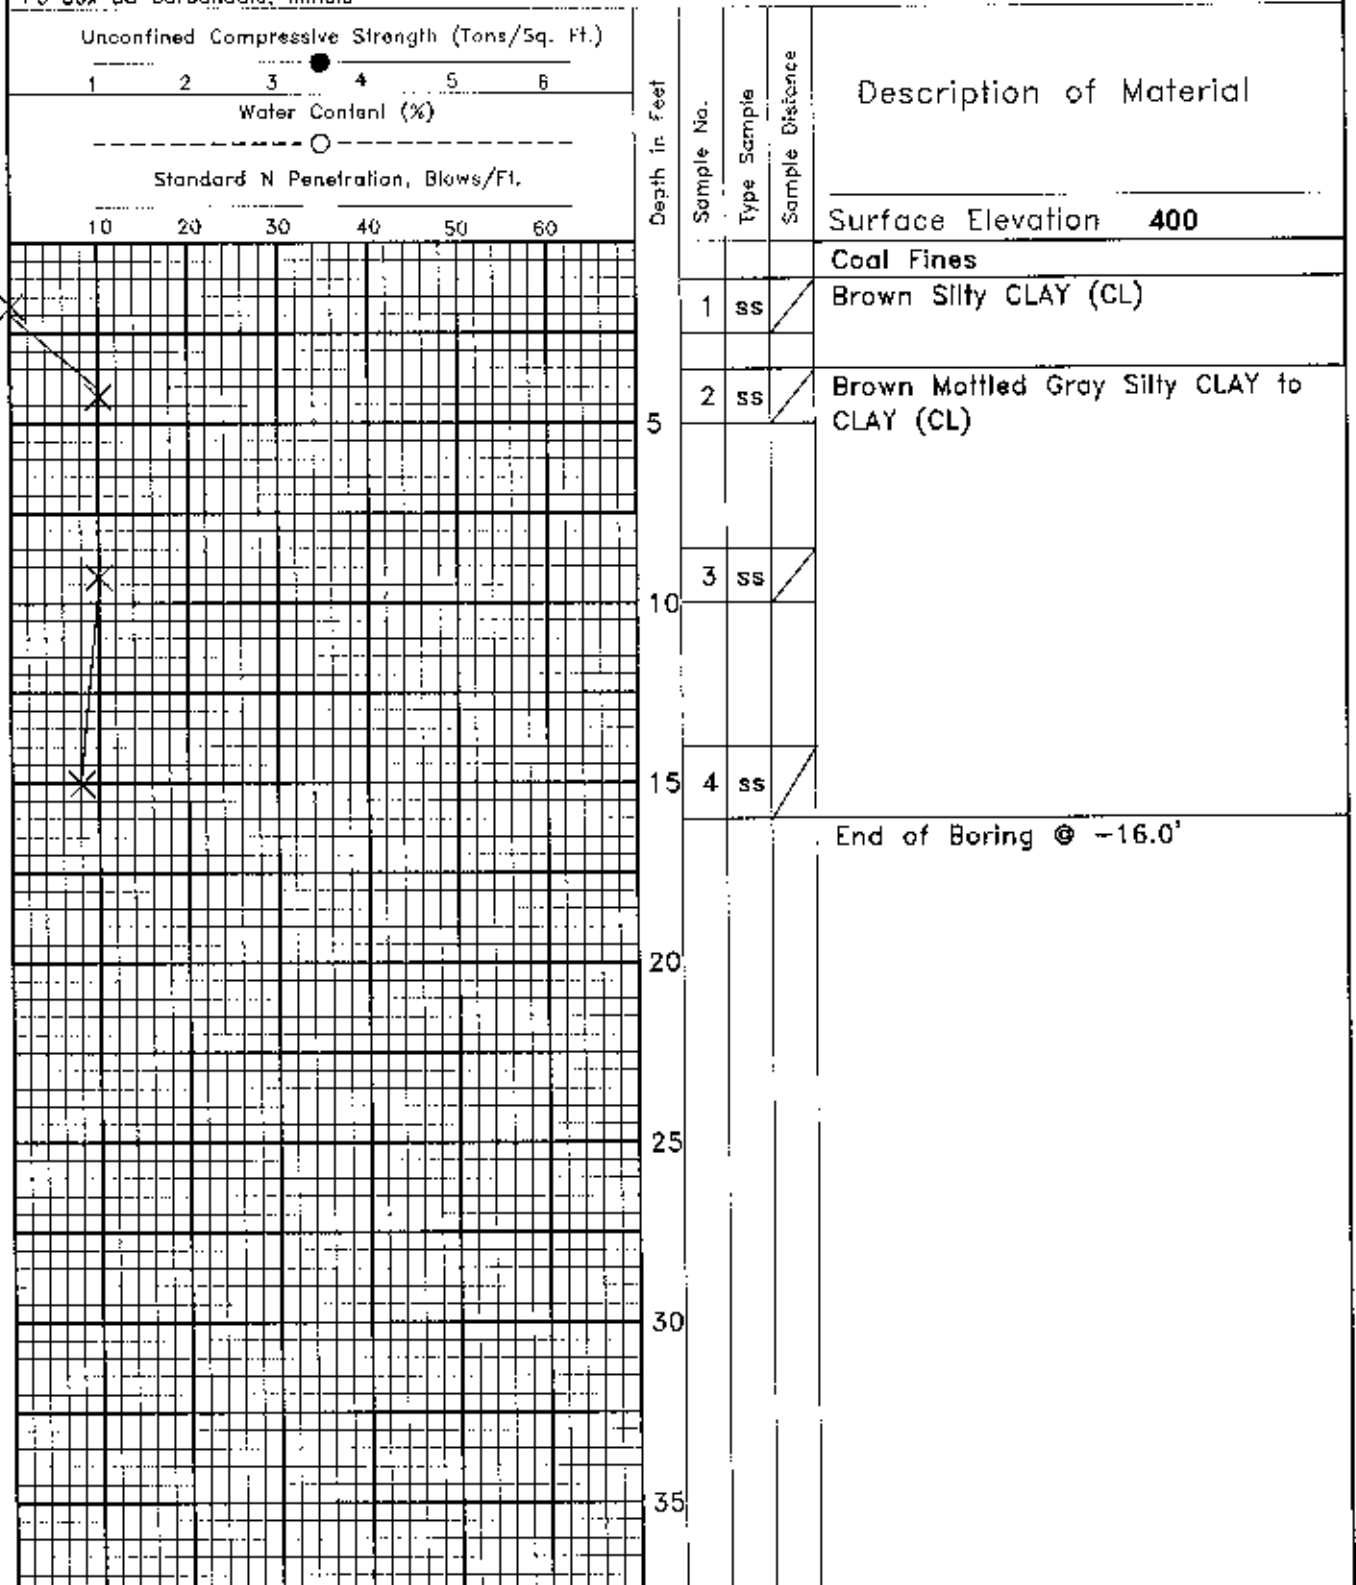 Unconfined Compressive Strength (Tons/Sq. Ft.)
1 2 3 4 5 6
Water Content (%)
Standard N Penetration, Blows/Ft.
10 20 30 40 50 60
Depth in Feet
Sample No.
Type Sample
Sample Distance
Description of Material
Surface Elevation 400
Coal Fines
1 ss Brown Silty CLAY (CL)
2 ss Brown Mottled Gray Silty CLAY to
CLAY (CL)
5
3 ss
10
15 4 ss
End of Boring @ -16.0'
20
25
30
35